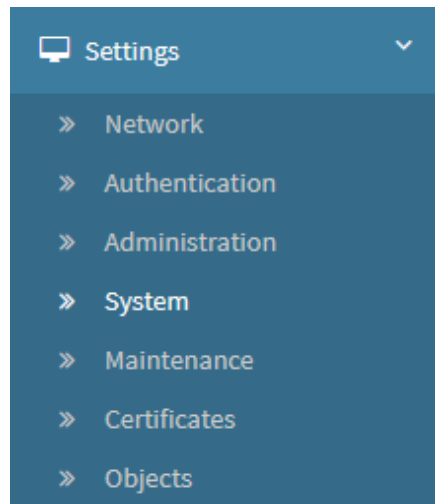 Settings
» Network
» Authentication
» Administration
» System
» Maintenance
» Certificates
» Objects